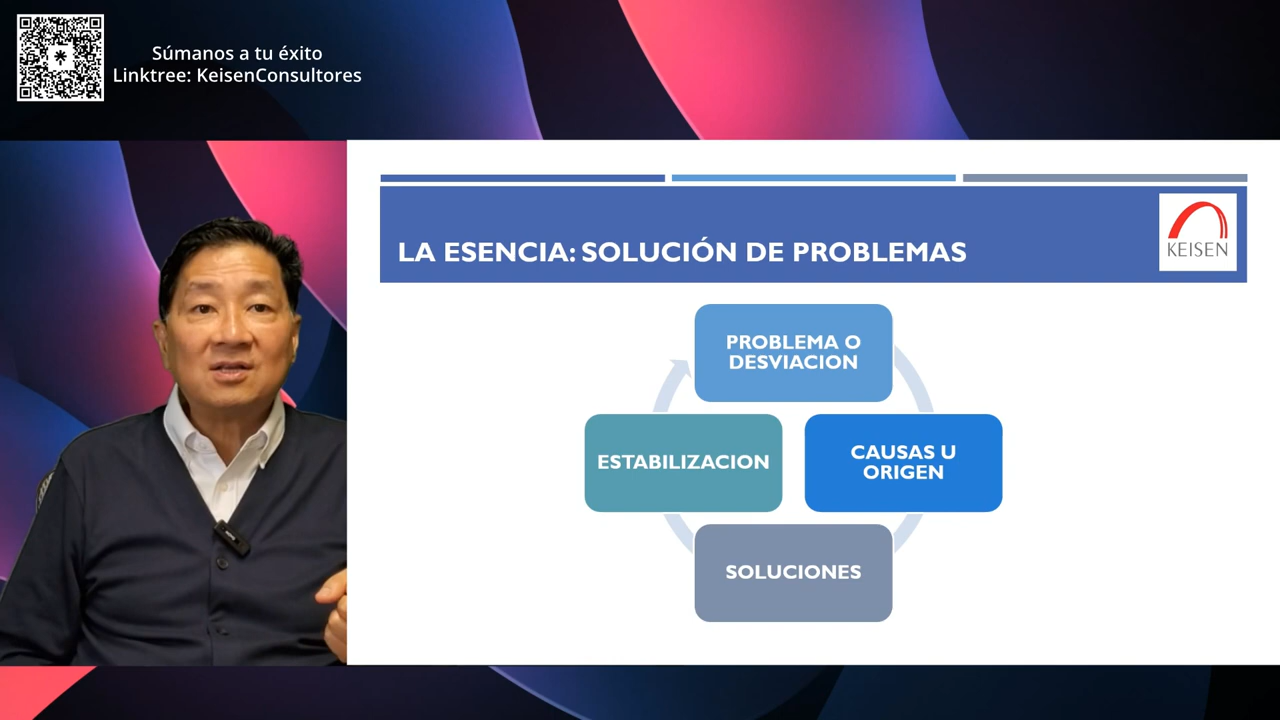 Súmanos a tu éxito
Linktree: KeisenConsultores
LA ESENCIA: SOLUCIÓN DE PROBLEMAS
KEISEN
PROBLEMA O
DESVIACION
ESTABILIZACION
CAUSAS U
ORIGEN
SOLUCIONES